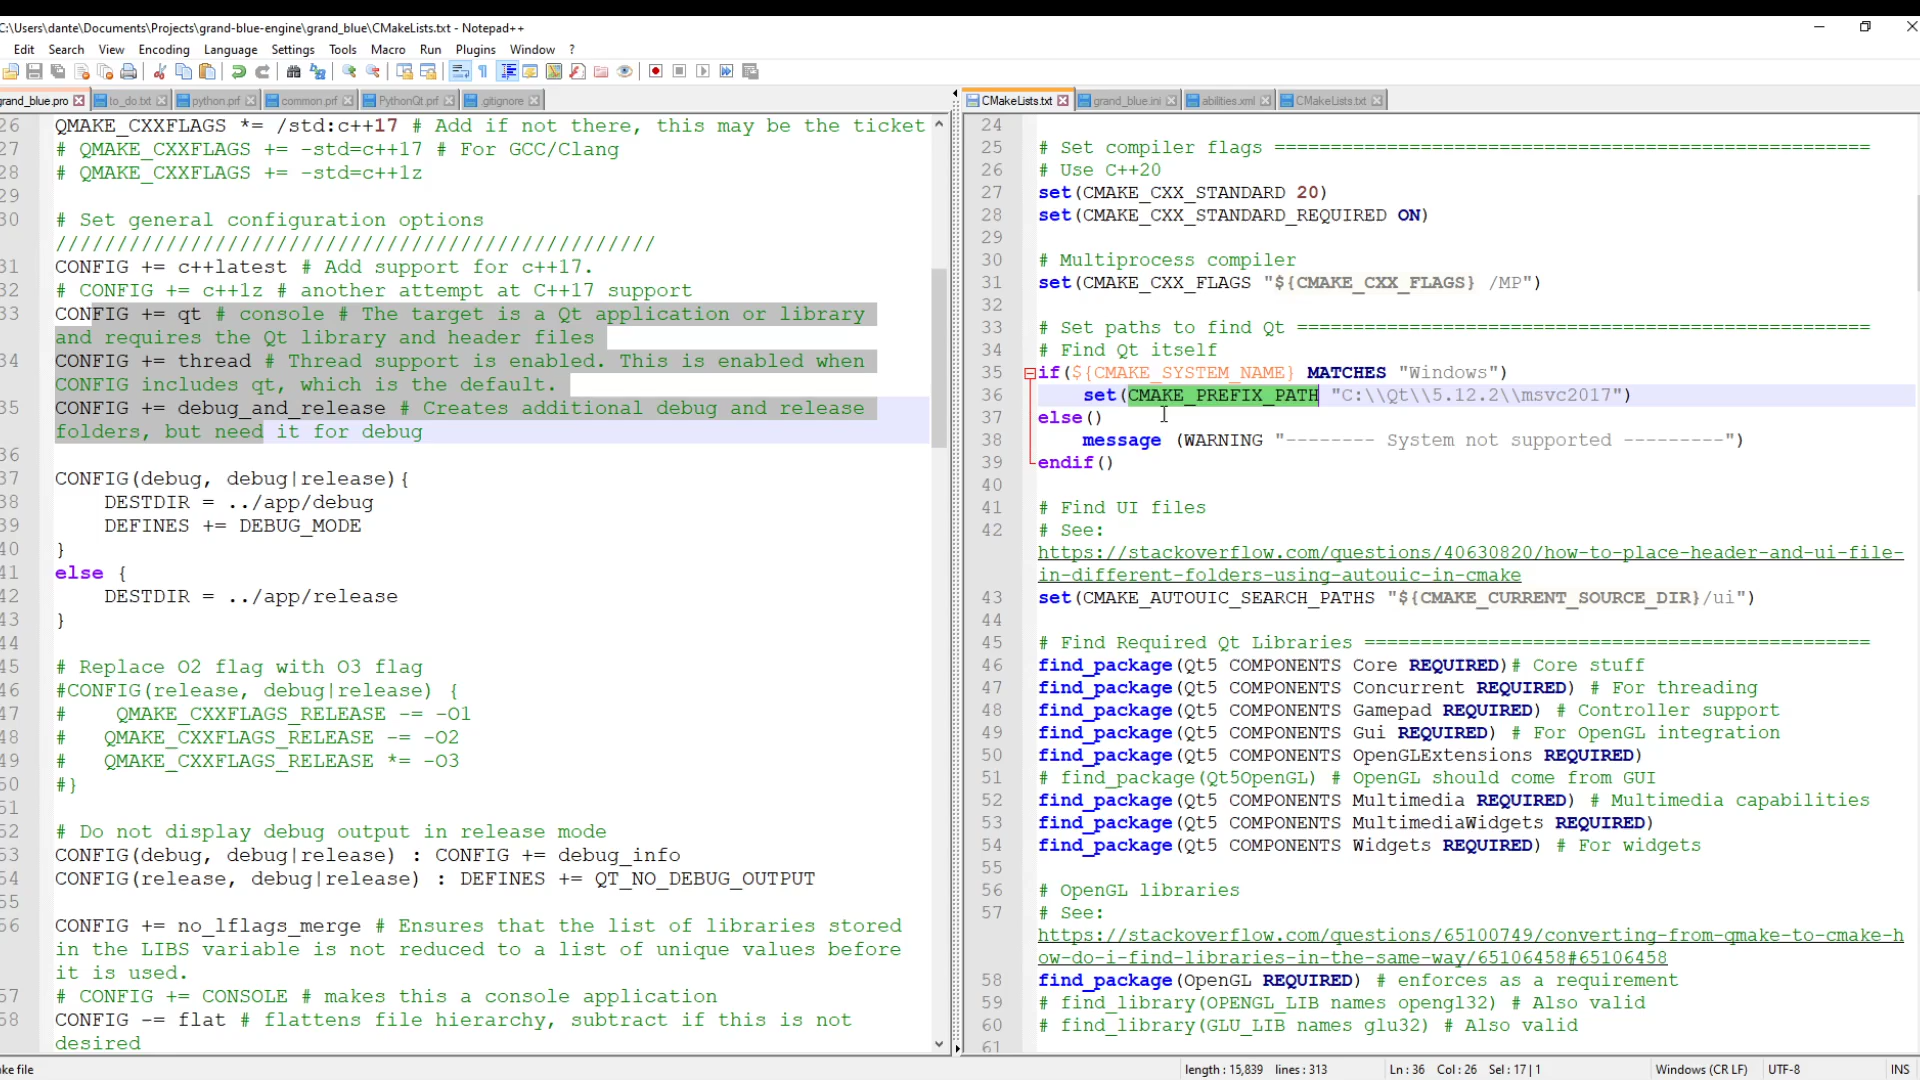 C:\Users\dante\Documents\Projects\grand-blue-engine\grand_blue\CMakeLists.txt - Notepad++
Edit Search View Encoding Language Settings Tools Macro Run Plugins Window ?
grand_blue.pro to_do.txt python.prf common.prf PythonQt.prf .gitignore
26 QMAKE_CXXFLAGS *= /std:c++17 # Add if not there, this may be the ticket
27 # QMAKE_CXXFLAGS += -std=c++17 # For GCC/Clang
28 # QMAKE_CXXFLAGS += -std=c++1z
29
30 # Set general configuration options
/////////////////////////////////////////////////
31 CONFIG += c++latest # Add support for c++17.
32 # CONFIG += c++1z # another attempt at C++17 support
33 CONFIG += qt # console # The target is a Qt application or library
and requires the Qt library and header files
34 CONFIG += thread # Thread support is enabled. This is enabled when
CONFIG includes qt, which is the default.
35 CONFIG += debug_and_release # Creates additional debug and release
folders, but need it for debug
36
37 CONFIG(debug, debug|release){
38 DESTDIR = ../app/debug
39 DEFINES += DEBUG_MODE
40 }
41 else {
42 DESTDIR = ../app/release
43 }
44
45 # Replace O2 flag with O3 flag
46 #CONFIG(release, debug|release) {
47 # QMAKE_CXXFLAGS_RELEASE -= -O1
48 # QMAKE_CXXFLAGS_RELEASE -= -O2
49 # QMAKE_CXXFLAGS_RELEASE *= -O3
50 #}
51
52 # Do not display debug output in release mode
53 CONFIG(debug, debug|release) : CONFIG += debug_info
54 CONFIG(release, debug|release) : DEFINES += QT_NO_DEBUG_OUTPUT
55
56 CONFIG += no_lflags_merge # Ensures that the list of libraries stored
in the LIBS variable is not reduced to a list of unique values before
it is used.
57 # CONFIG += CONSOLE # makes this a console application
58 CONFIG -= flat # flattens file hierarchy, subtract if this is not
desired
CMakeLists.txt grand_blue.ini abilities.xml CMakeLists.txt
24
25 # Set compiler flags =====================================================
26 # Use C++20
27 set(CMAKE_CXX_STANDARD 20)
28 set(CMAKE_CXX_STANDARD_REQUIRED ON)
29
30 # Multiprocess compiler
31 set(CMAKE_CXX_FLAGS "${CMAKE_CXX_FLAGS} /MP")
32
33 # Set paths to find Qt ===================================================
34 # Find Qt itself
35 if(${CMAKE_SYSTEM_NAME} MATCHES "Windows")
36 set(CMAKE_PREFIX_PATH "C:\\Qt\\5.12.2\\msvc2017")
37 else()
38 message (WARNING "-------- System not supported ---------")
39 endif()
40
41 # Find UI files
42 # See:
https://stackoverflow.com/questions/40630820/how-to-place-header-and-ui-file-
in-different-folders-using-autouic-in-cmake
43 set(CMAKE_AUTOUIC_SEARCH_PATHS "${CMAKE_CURRENT_SOURCE_DIR}/ui")
44
45 # Find Required Qt Libraries =============================================
46 find_package(Qt5 COMPONENTS Core REQUIRED)# Core stuff
47 find_package(Qt5 COMPONENTS Concurrent REQUIRED) # For threading
48 find_package(Qt5 COMPONENTS Gamepad REQUIRED) # Controller support
49 find_package(Qt5 COMPONENTS Gui REQUIRED) # For OpenGL integration
50 find_package(Qt5 COMPONENTS OpenGLExtensions REQUIRED)
51 # find_package(Qt5OpenGL) # OpenGL should come from GUI
52 find_package(Qt5 COMPONENTS Multimedia REQUIRED) # Multimedia capabilities
53 find_package(Qt5 COMPONENTS MultimediaWidgets REQUIRED)
54 find_package(Qt5 COMPONENTS Widgets REQUIRED) # For widgets
55
56 # OpenGL libraries
57 # See:
https://stackoverflow.com/questions/65100749/converting-from-qmake-to-cmake-h
ow-do-i-find-libraries-in-the-same-way/65106458#65106458
58 find_package(OpenGL REQUIRED) # enforces as a requirement
59 # find_library(OPENGL_LIB names opengl32) # Also valid
60 # find_library(GLU_LIB names glu32) # Also valid
61
ke file length : 15,839 lines : 313 Ln : 36 Col : 26 Sel : 17 | 1 Windows (CR LF) UTF-8 INS